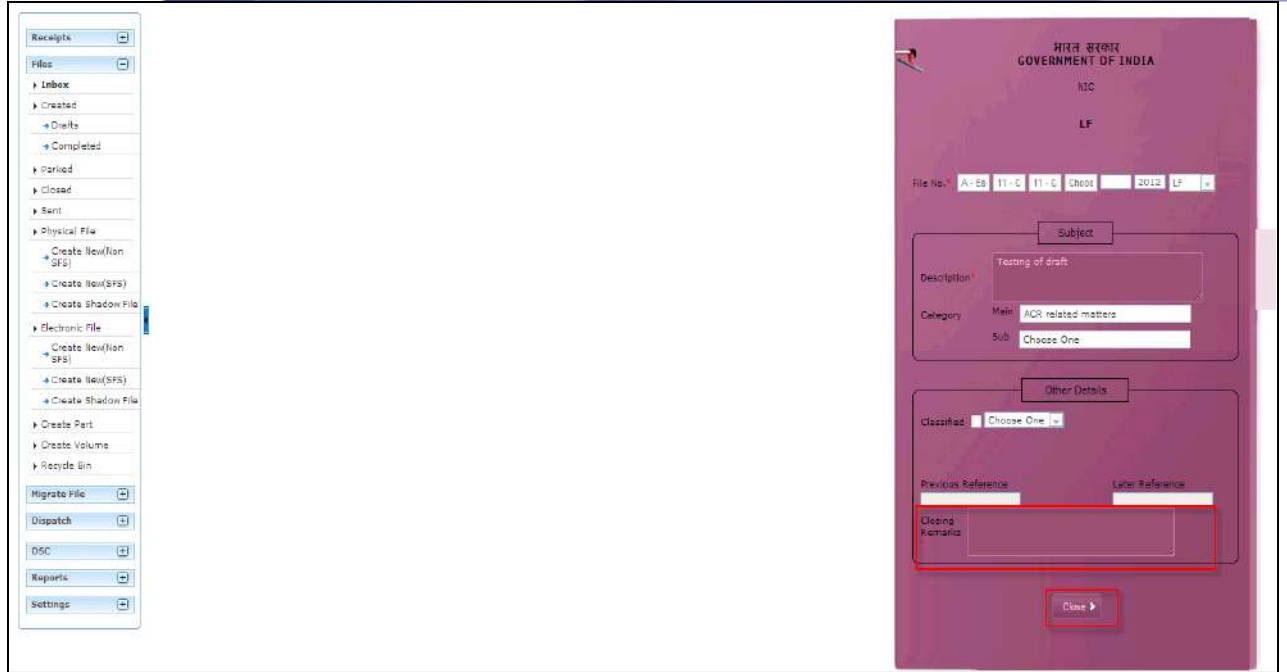 Receipts
Files
Inbox
Created
Drafts
Completed
Parked
Closed
Sent
Physical File
Create New(Non
SFS)
Create New(SFS)
Create Shadow File
Electronic File
Create New(Non
SFS)
Create New(SFS)
Create Shadow File
Create Part
Create Volume
Recycle Bin
Migrate File
Dispatch
DSC
Reports
Settings
भारत सरकार
GOVERNMENT OF INDIA
NIC
LF
File No.* 2012 LF
Subject
Description* Testing of draft
Category Main ACR related matters
Sub Choose One
Other Details
Classified Choose One
Previous Reference Later Reference
Closing
Remarks
Close